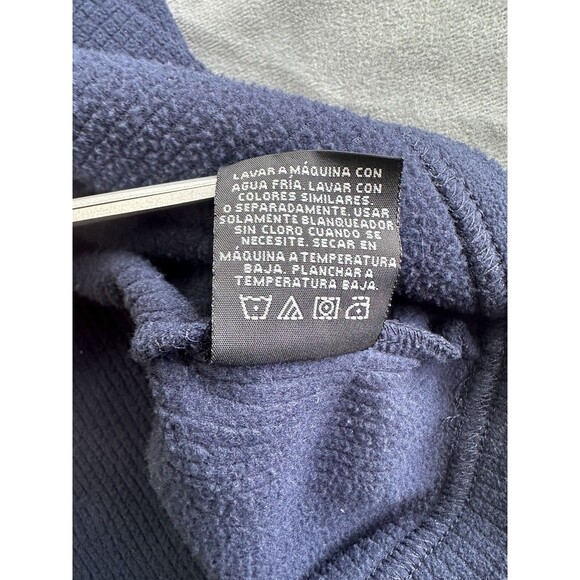 LAVAR A MÁQUINA CON
AGUA FRÍA. LAVAR CON
COLORES SIMILARES.
O SEPARADAMENTE. USAR
SOLAMENTE BLANQUEADOR
SIN CLORO CUANDO SE
NECESITE. SECAR EN
MÁQUINA A TEMPERATURA
BAJA. PLANCHAR A
TEMPERATURA BAJA.